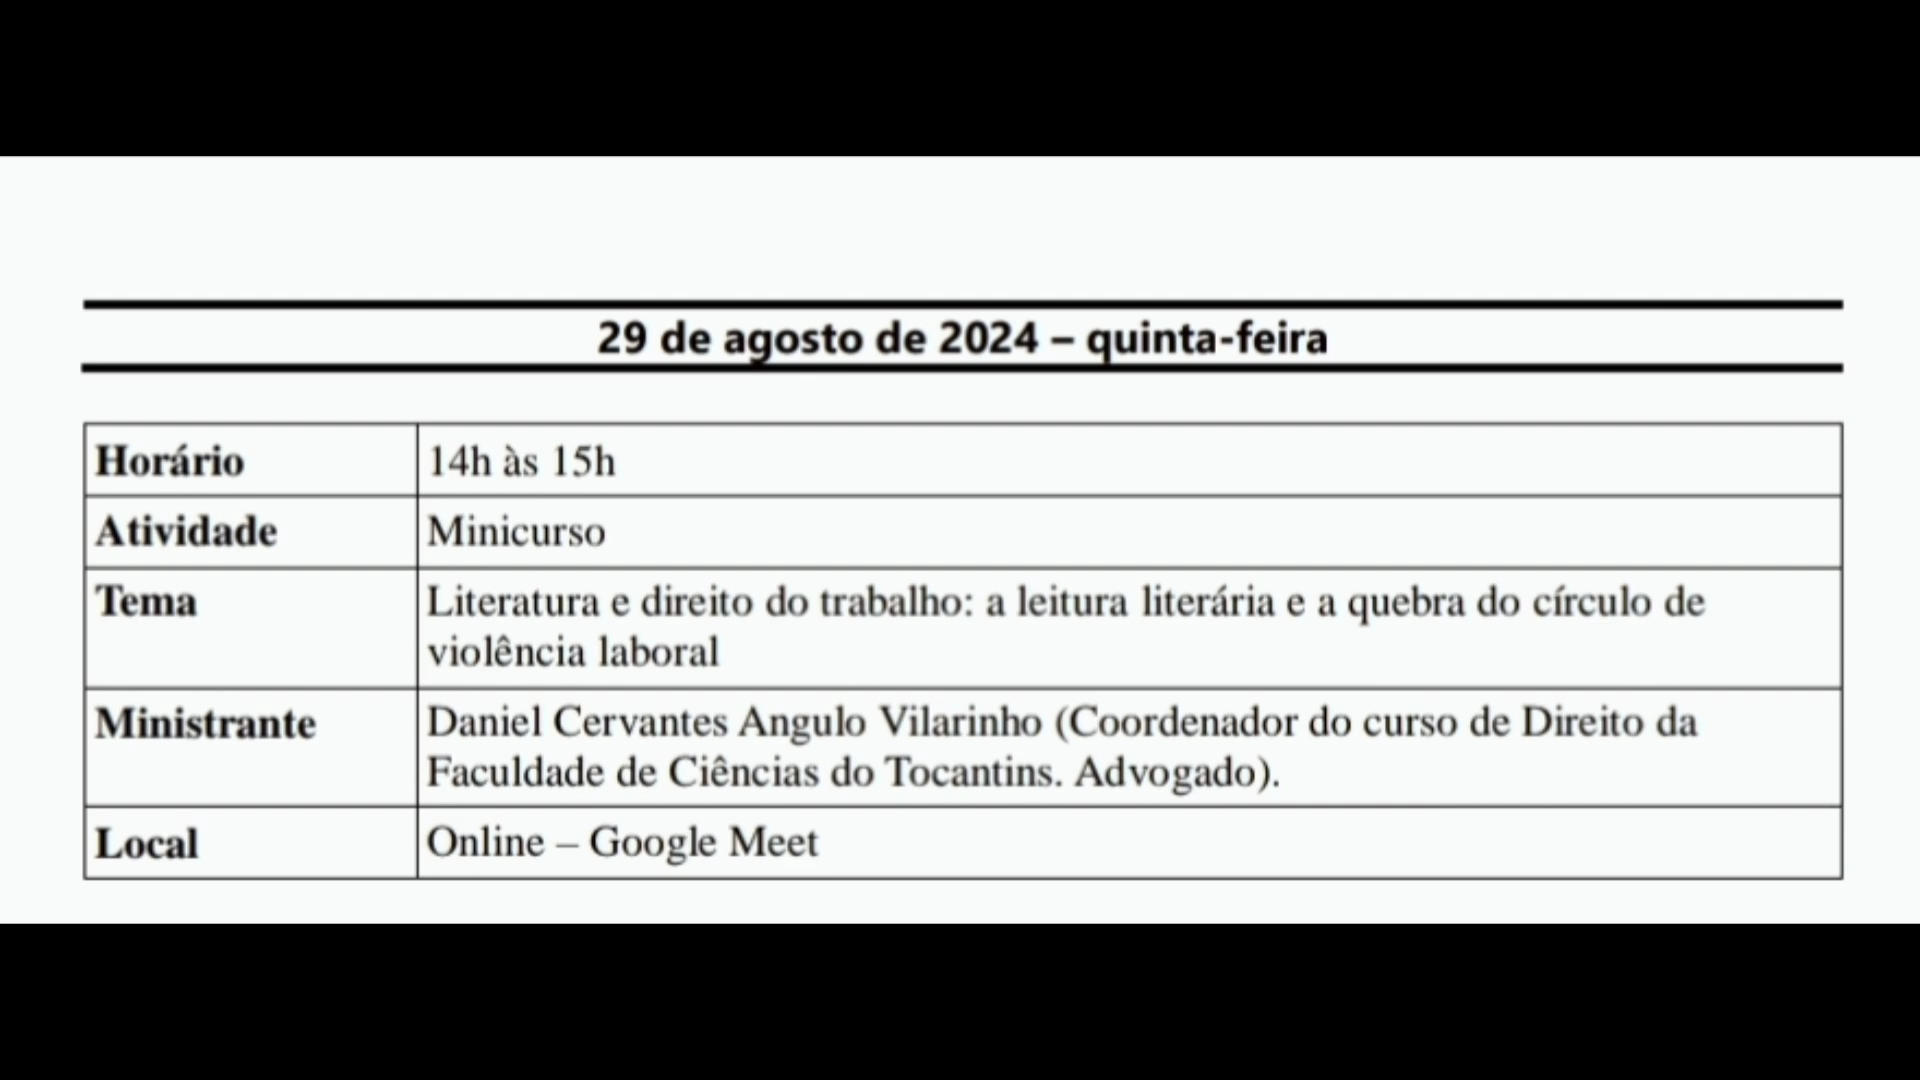 29 de agosto de 2024 – quinta-feira
Horário 14h às 15h
Atividade Minicurso
Tema Literatura e direito do trabalho: a leitura literária e a quebra do círculo de
violência laboral
Ministrante Daniel Cervantes Angulo Vilarinho (Coordenador do curso de Direito da
Faculdade de Ciências do Tocantins. Advogado).
Local Online – Google Meet